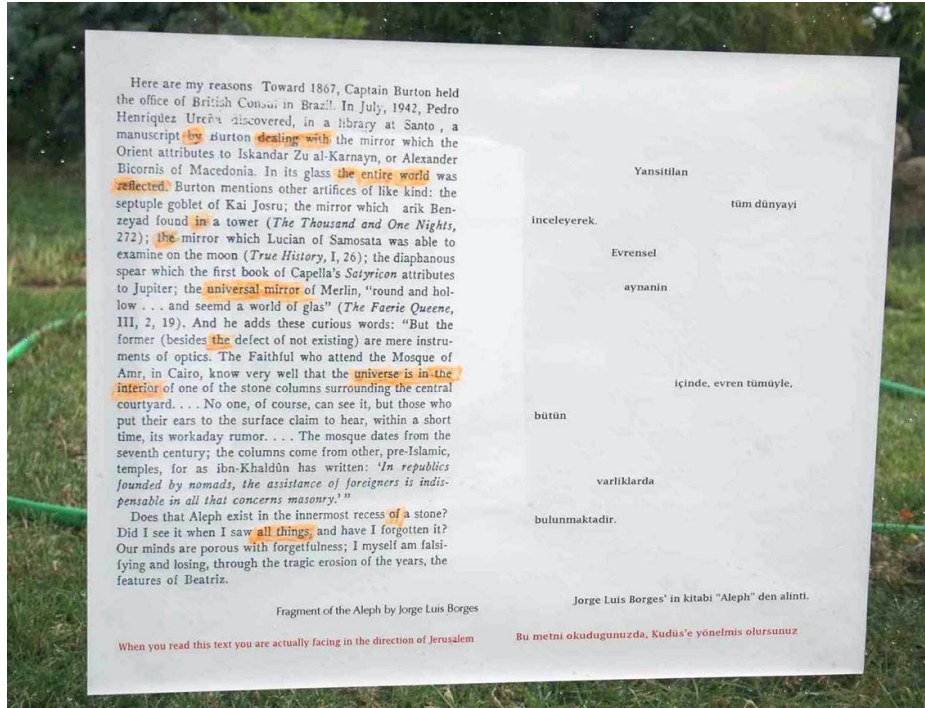 Here are my reasons Toward 1867, Captain Burton held
the office of British Consul in Brazil. In July, 1942, Pedro
Henriqúez Ureña discovered, in a library at Santo , a
manuscript by Burton dealing with the mirror which the
Orient attributes to Iskandar Zu al-Karnayn, or Alexander
Bicornis of Macedonia. In its glass the entire world was
reflected. Burton mentions other artifices of like kind: the
septuple goblet of Kai Josru; the mirror which arik Ben-
zeyad found in a tower (The Thousand and One Nights,
272); the mirror which Lucian of Samosata was able to
examine on the moon (True History, I, 26); the diaphanous
spear which the first book of Capella's Satyricon attributes
to Jupiter; the universal mirror of Merlin, "round and hol-
low . . . and seemd a world of glas" (The Faerie Queene,
III, 2, 19). And he adds these curious words: "But the
former (besides the defect of not existing) are mere instru-
ments of optics. The Faithful who attend the Mosque of
Amr, in Cairo, know very well that the universe is in the
interior of one of the stone columns surrounding the central
courtyard. . . . No one, of course, can see it, but those who
put their ears to the surface claim to hear, within a short
time, its workaday rumor. . . . The mosque dates from the
seventh century; the columns come from other, pre-Islamic,
temples, for as ibn-Khaldûn has written: 'In republics
founded by nomads, the assistance of foreigners is indis-
pensable in all that concerns masonry.' "
Does that Aleph exist in the innermost recess of a stone?
Did I see it when I saw all things, and have I forgotten it?
Our minds are porous with forgetfulness; I myself am falsi-
fying and losing, through the tragic erosion of the years, the
features of Beatriz.
Fragment of the Aleph by Jorge Luis Borges
When you read this text you are actually facing in the direction of Jerusalem
Yansitilan
tüm dünyayi
inceleyerek.
Evrensel
aynanin
içinde, evren tümüyle,
bütün
varliklarda
bulunmaktadir.
Jorge Luis Borges' in kitabi "Aleph" den alinti.
Bu metni okudugunuzda, Kudüs'e yönelmis olursunuz